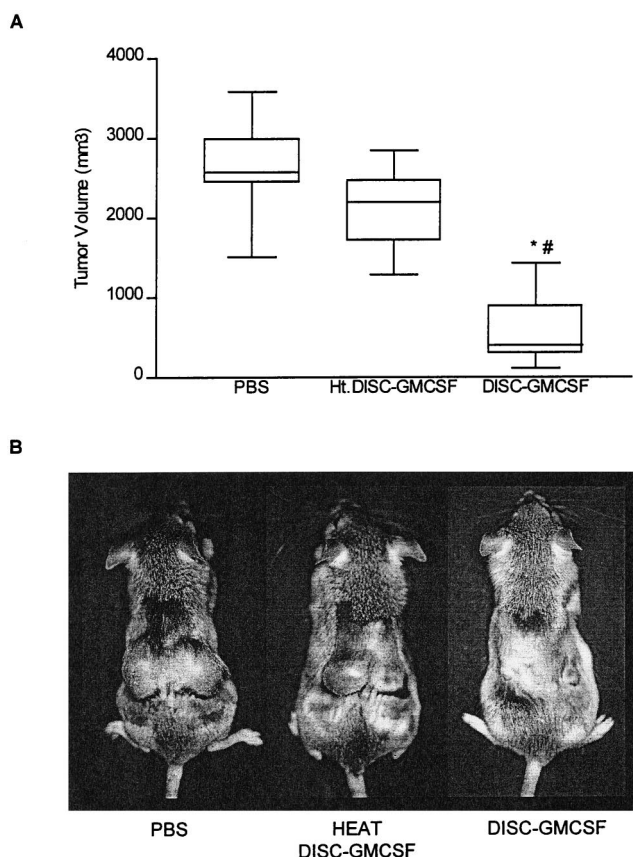 A
Tumor Volume (mm3)
4000
3000
2000
1000
0
* #
PBS Ht.DISC-GMCSF DISC-GMCSF
B
PBS HEAT DISC-GMCSF
DISC-GMCSF